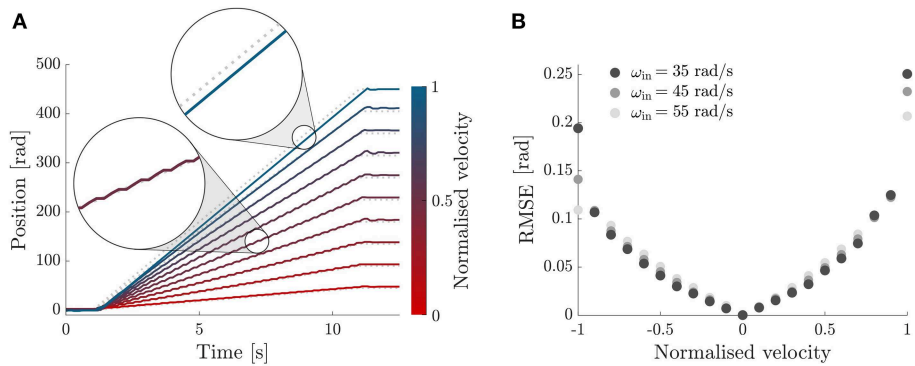 A
Position [rad]
500
400
300
200
100
0
0
5
10
Time [s]
1
0.5
0
Normalised velocity
B
RMSE [rad]
0.25
0.2
0.15
0.1
0.05
0
-1
-0.5
0
0.5
1
Normalised velocity
ω_in = 35 rad/s
ω_in = 45 rad/s
ω_in = 55 rad/s